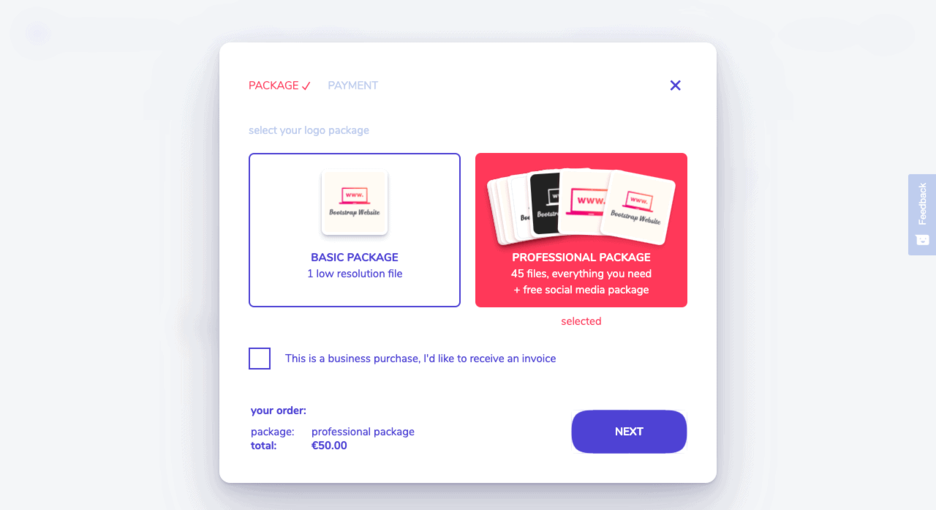 PACKAGE PAYMENT
select your logo package
www.
Bootstrap Website
BASIC PACKAGE
1 low resolution file
www.
Bootstrap Website
PROFESSIONAL PACKAGE
45 files, everything you need
+ free social media package
selected
This is a business purchase, I'd like to receive an invoice
your order:
package: professional package
total: €50.00
NEXT
Feedback